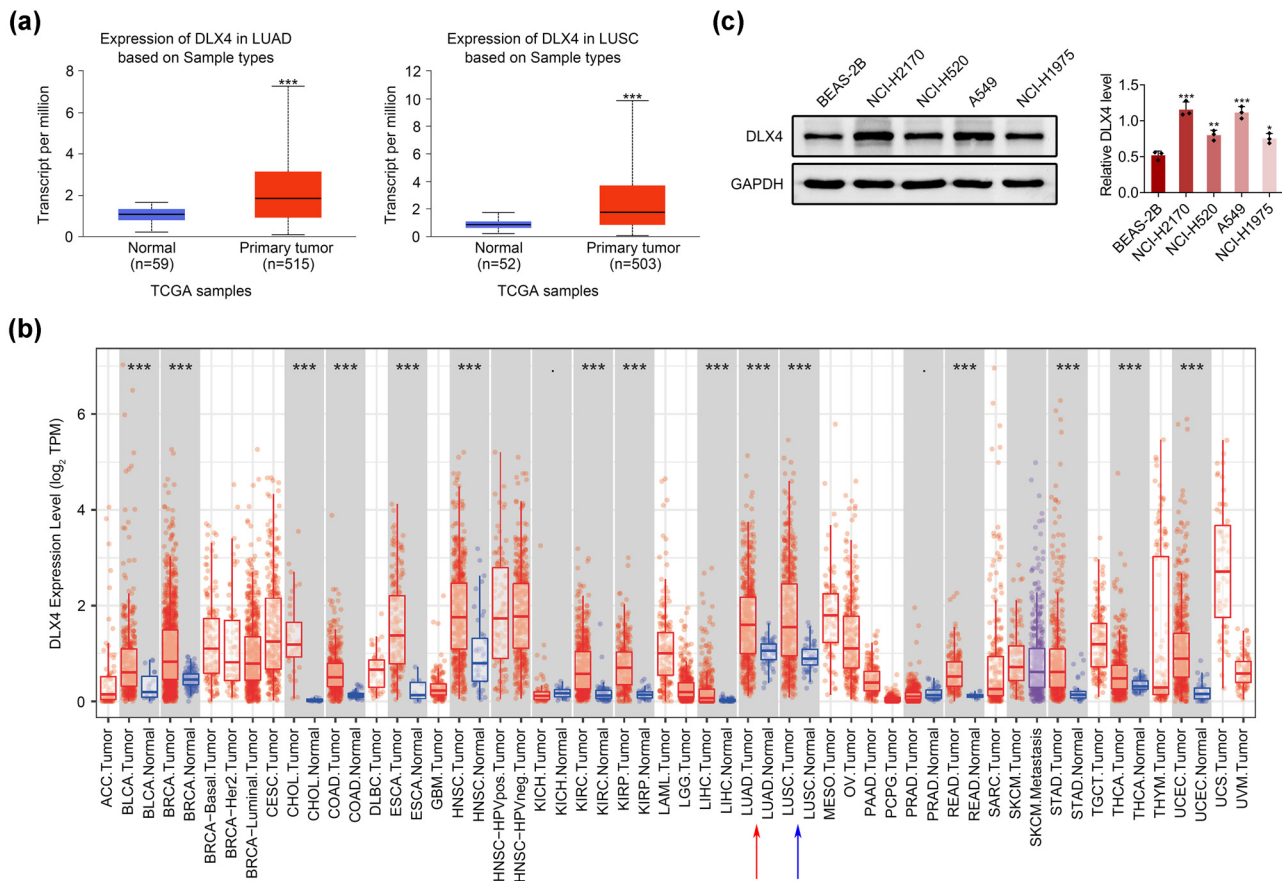 (a)
Expression of DLX4 in LUAD
based on Sample types
Transcript per million
8
6
4
2
0
***
Normal
(n=59)
Primary tumor
(n=515)
TCGA samples
Expression of DLX4 in LUSC
based on Sample types
Transcript per million
12
10
8
6
4
2
0
***
Normal
(n=52)
Primary tumor
(n=503)
TCGA samples
(c)
BEAS-2B
NCI-H2170
NCI-H520
A549
NCI-H1975
DLX4
GAPDH
Relative DLX4 level
1.5
1.0
0.5
0.0
***
**
***
*
BEAS-2B
NCI-H2170
NCI-H520
A549
NCI-H1975
(b)
DLX4 Expression Level (log2 TPM)
6
4
2
0
*** *** *** *** *** *** . *** *** *** *** *** . *** *** *** ***
ACC.Tumor
BLCA.Tumor
BLCA.Normal
BRCA.Tumor
BRCA.Normal
BRCA-Basal.Tumor
BRCA-Her2.Tumor
BRCA-Luminal.Tumor
CESC.Tumor
CHOL.Tumor
CHOL.Normal
COAD.Tumor
COAD.Normal
DLBC.Tumor
ESCA.Tumor
ESCA.Normal
GBM.Tumor
HNSC.Tumor
HNSC.Normal
HNSC-HPVpos.Tumor
HNSC-HPVneg.Tumor
KICH.Tumor
KICH.Normal
KIRC.Tumor
KIRC.Normal
KIRP.Tumor
KIRP.Normal
LAML.Tumor
LGG.Tumor
LIHC.Tumor
LIHC.Normal
LUAD.Tumor
LUAD.Normal
LUSC.Tumor
LUSC.Normal
MESO.Tumor
OV.Tumor
PAAD.Tumor
PCPG.Tumor
PRAD.Tumor
PRAD.Normal
READ.Tumor
READ.Normal
SARC.Tumor
SKCM.Tumor
SKCM.Metastasis
STAD.Tumor
STAD.Normal
TGCT.Tumor
THCA.Tumor
THCA.Normal
THYM.Tumor
UCEC.Tumor
UCEC.Normal
UCS.Tumor
UVM.Tumor